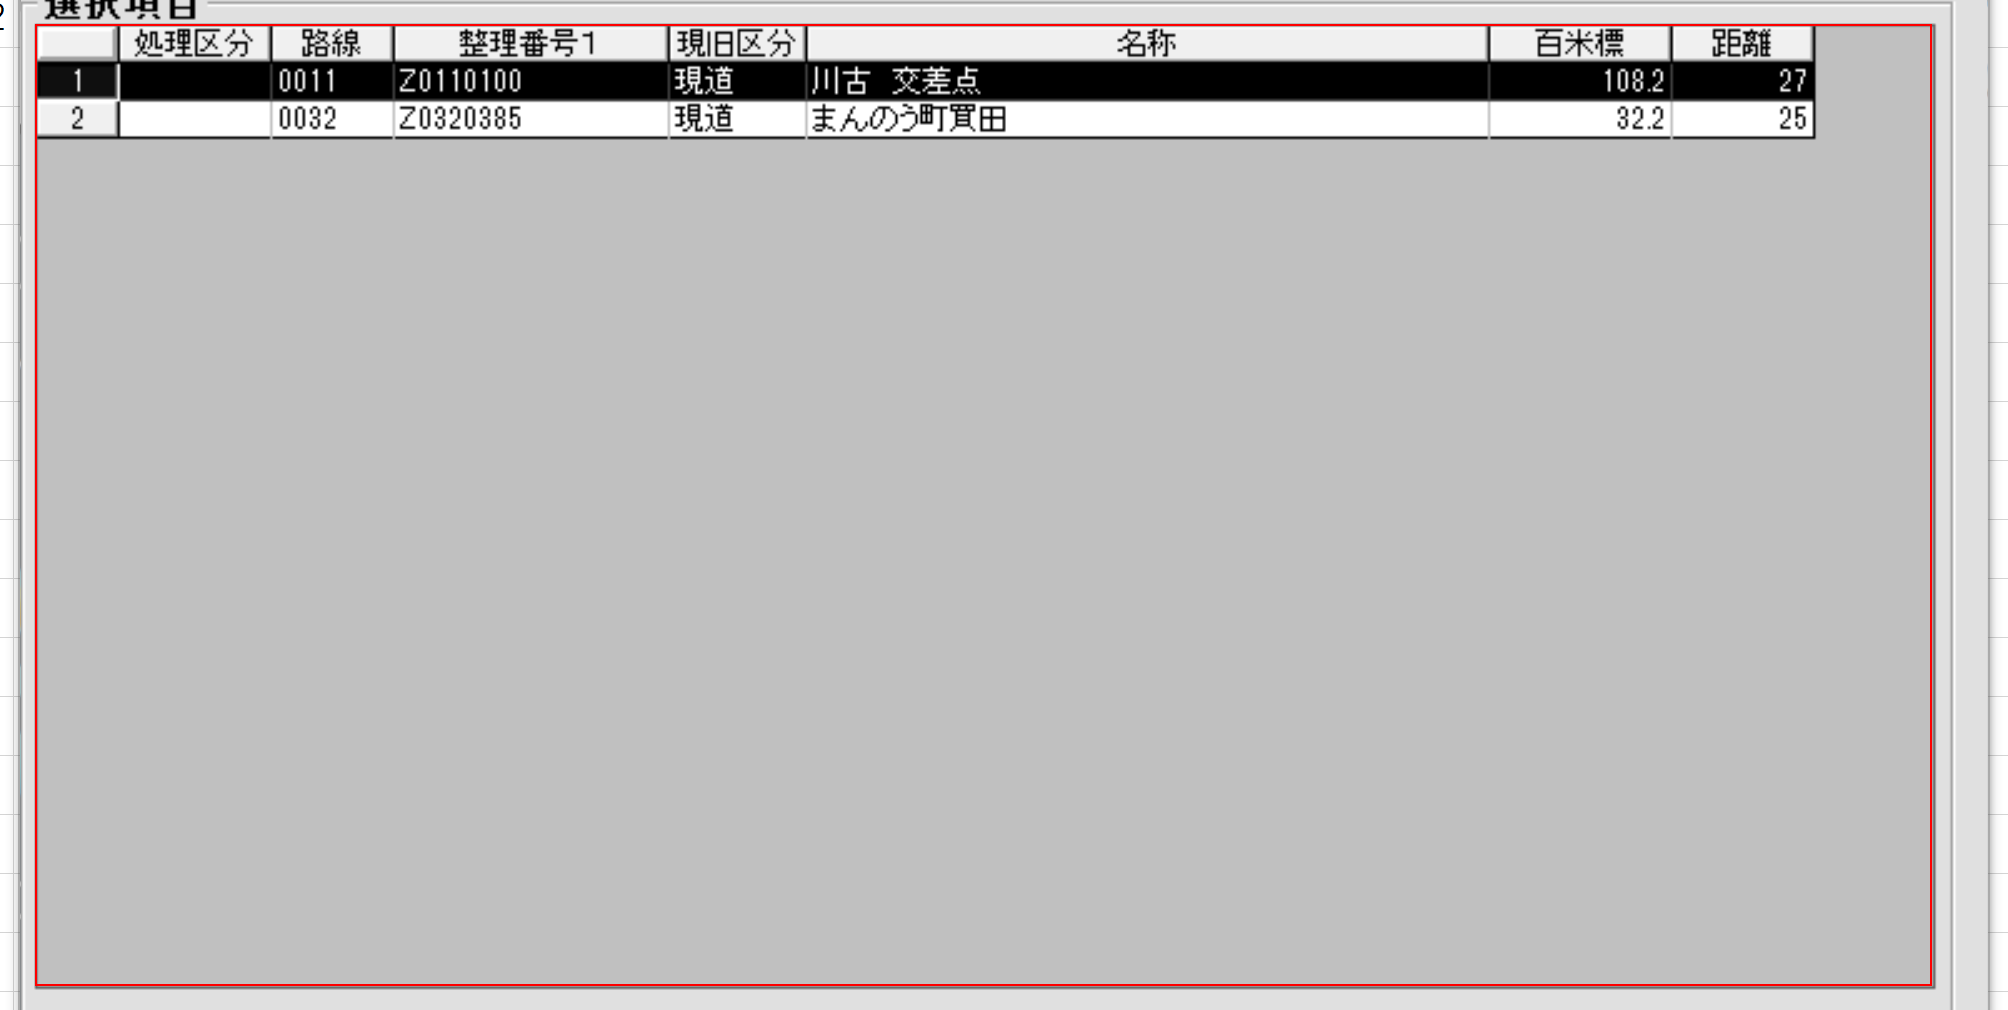 選択項目
処理区分 路線 整理番号1 現旧区分 名称 百米標 距離
1 0011 Z0110100 現道 川古 交差点 108.2 27
2 0032 Z0320385 現道 まんのう町買田 32.2 25